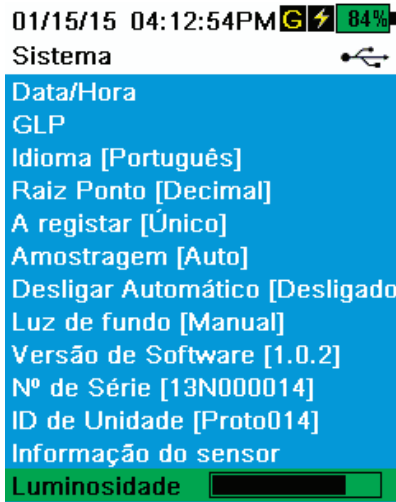 01/15/15 04:12:54PM G 84%
Sistema
Data/Hora
GLP
Idioma [Português]
Raiz Ponto [Decimal]
A registar [Único]
Amostragem [Auto]
Desligar Automático [Desligado
Luz de fundo [Manual]
Versão de Software [1.0.2]
Nº de Série [13N000014]
ID de Unidade [Proto014]
Informação do sensor
Luminosidade